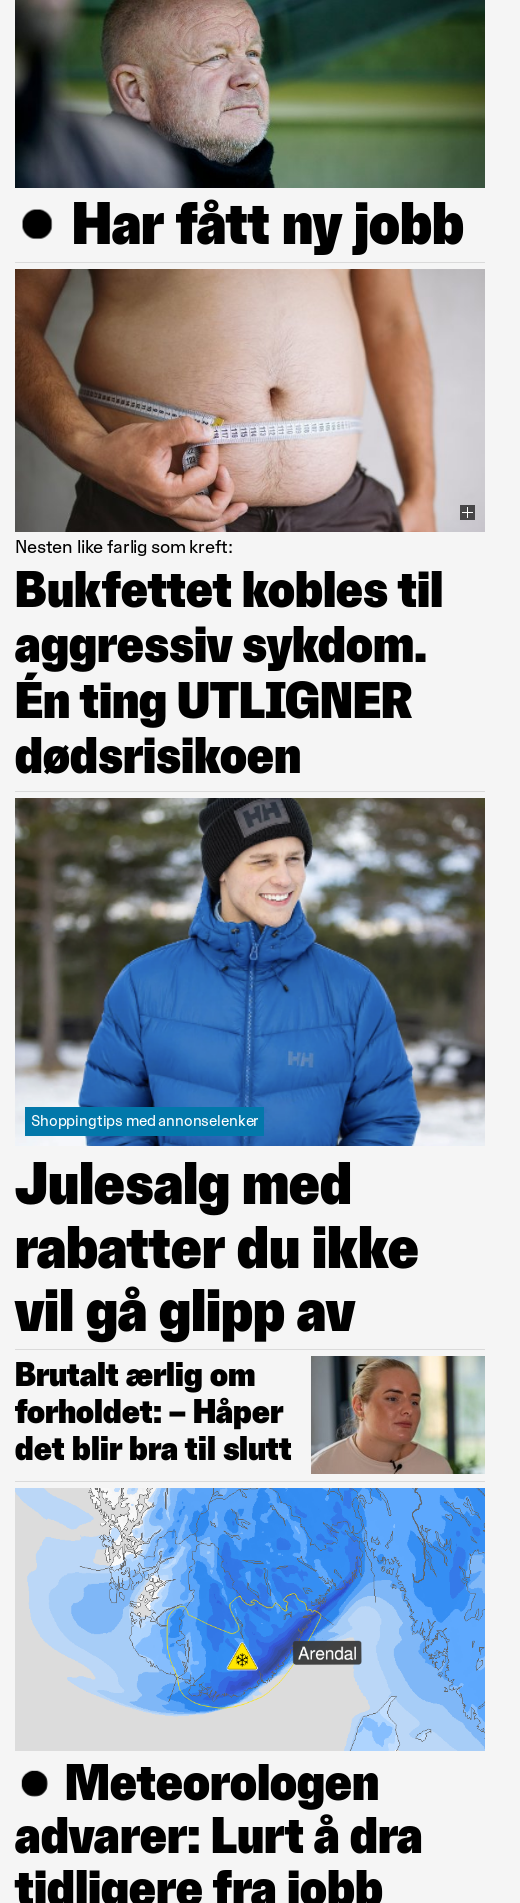 Har fått ny jobb
Nesten like farlig som kreft:
Bukfettet kobles til
aggressiv sykdom.
Én ting UTLIGNER
dødsrisikoen
HH
HH
Shoppingtips med annonselenker
Julesalg med
rabatter du ikke
vil gå glipp av
Brutalt ærlig om
forholdet: – Håper
det blir bra til slutt
Arendal
Meteorologen
advarer: Lurt å dra
tidligere fra jobb